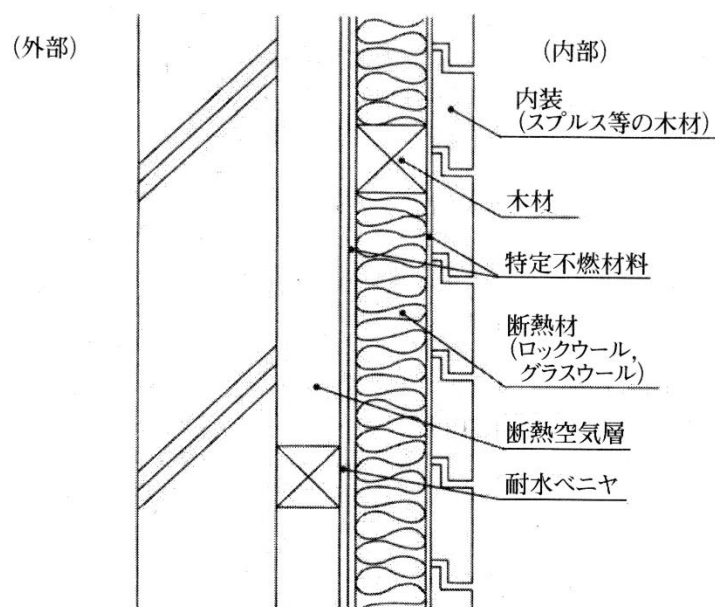 (外部)
(内部)
内装
(スプルス等の木材)
木材
特定不燃材料
断熱材
(ロックウール,
グラスウール)
断熱空気層
耐水ベニヤ